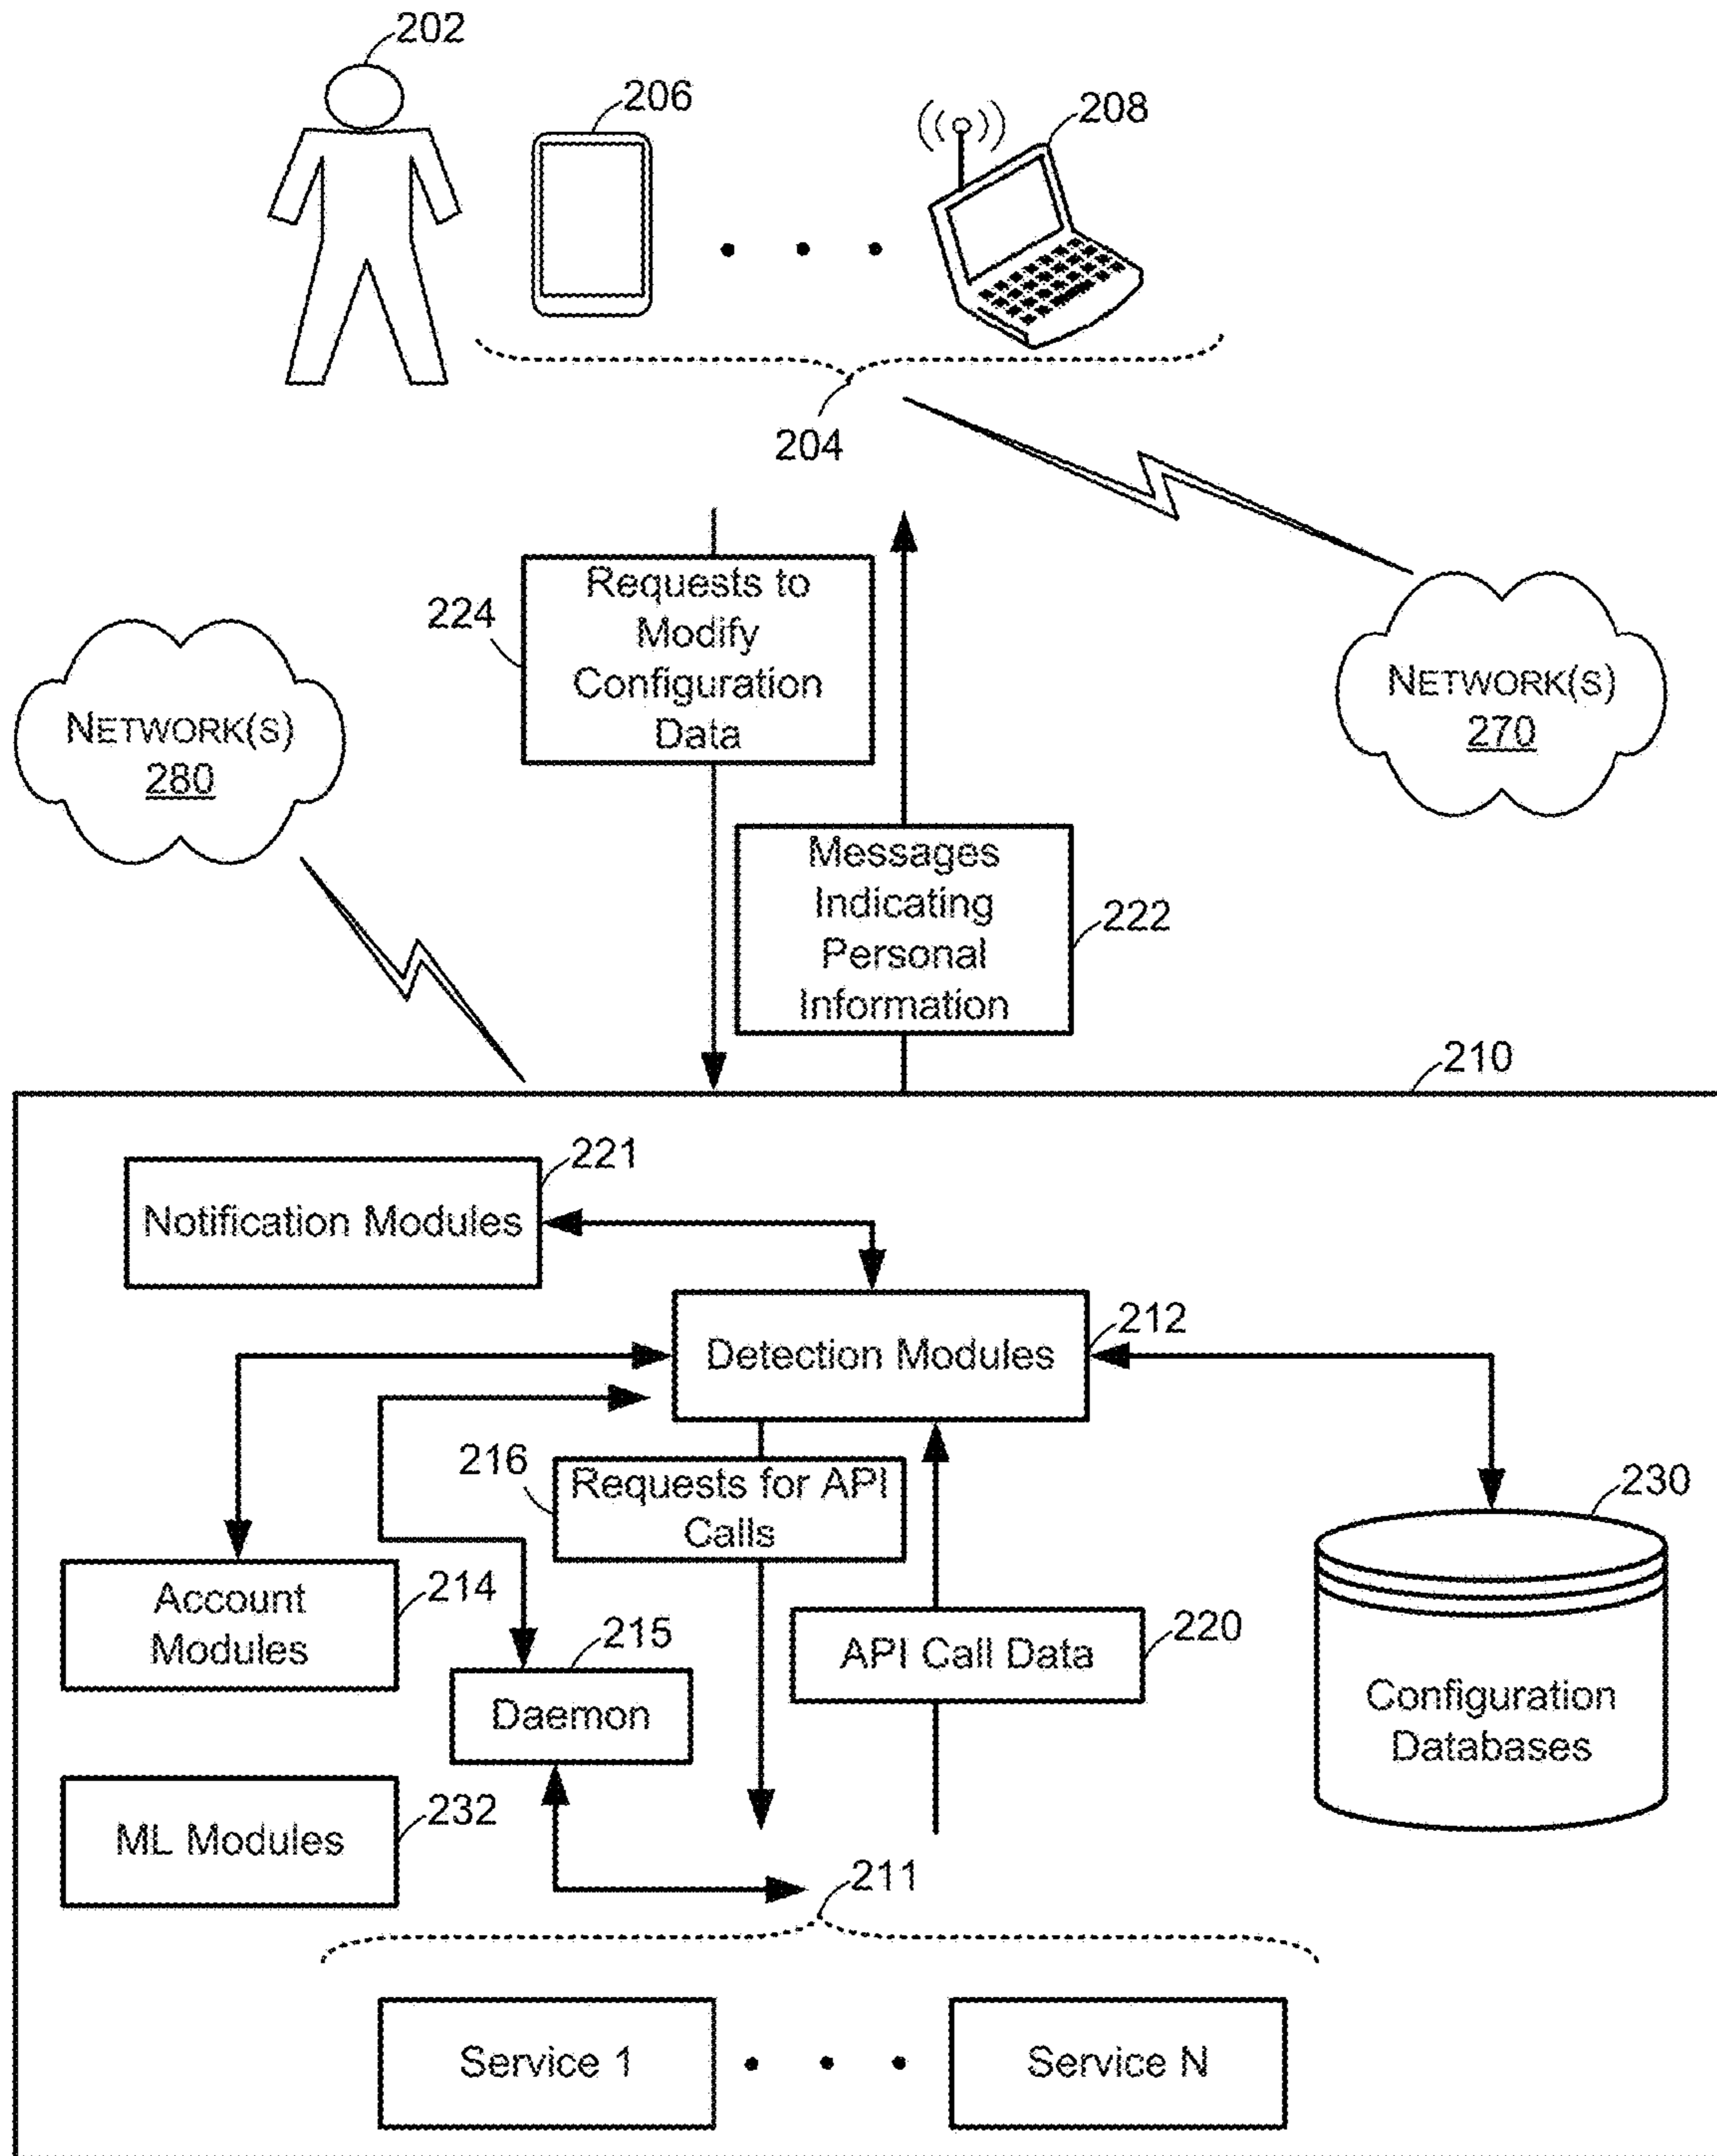 202
206
208
204
Requests to
Modify
Configuration
Data
224
NETWORK(S)
270
NETWORK(S)
280
Messages
Indicating
Personal
Information
222
210
221
Notification Modules
212
Detection Modules
216
Requests for API
Calls
230
Account
Modules
214
215
Daemon
API Call Data
220
Configuration
Databases
ML Modules
232
211
Service 1
Service N